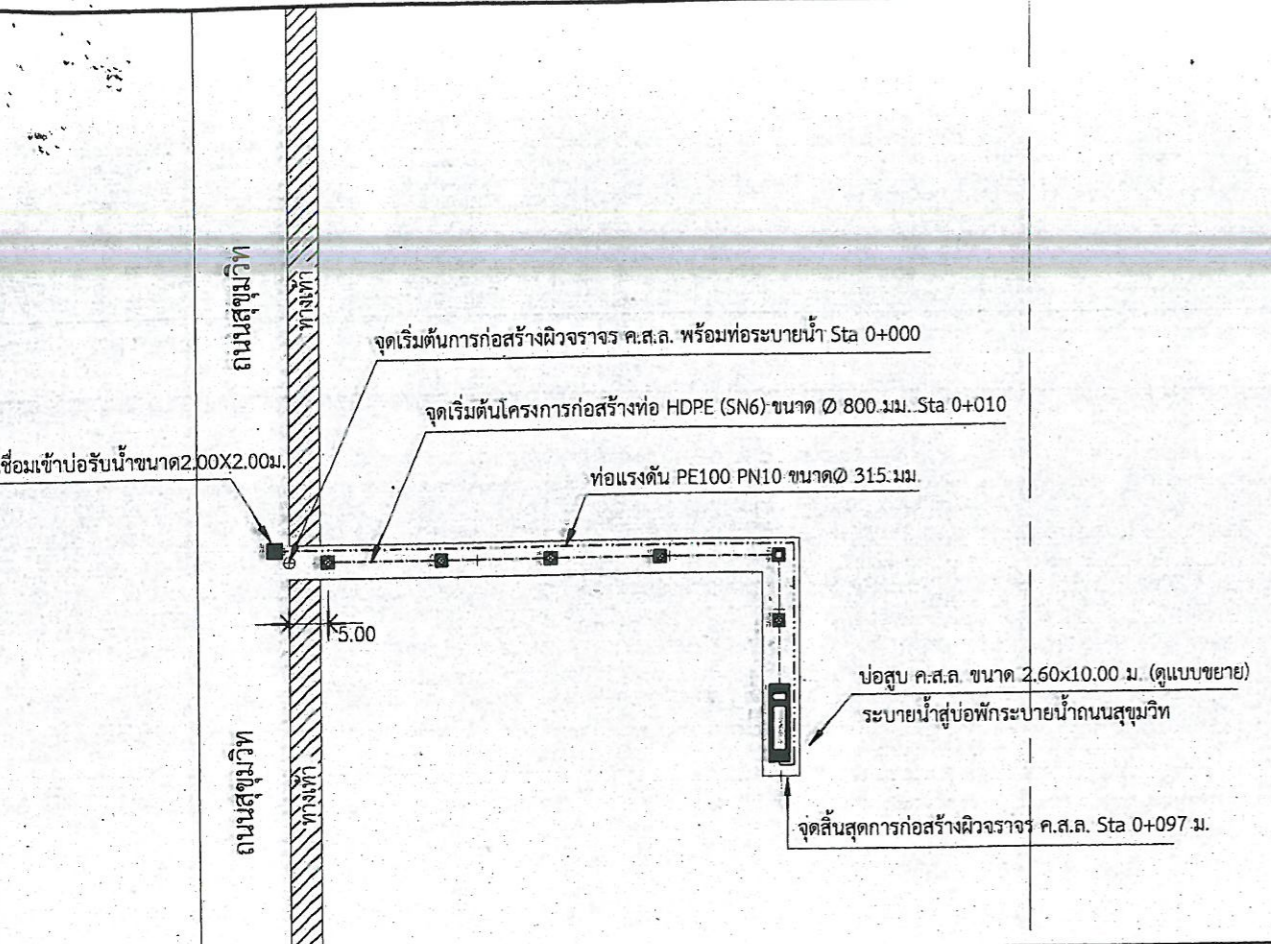 ถนนสุขุมวิท
ทางเท้า
จุดเริ่มต้นการก่อสร้างผิวจราจร ค.ส.ล. พร้อมท่อระบายน้ำ Sta 0+000
จุดเริ่มต้นโครงการก่อสร้างท่อ HDPE (SN6) ขนาด Ø 800 มม. Sta 0+010
ชื่อมเข้าบ่อรับน้ำขนาด2.00X2.00ม.
ท่อแรงดัน PE100 PN10 ขนาดØ 315 มม.
5.00
บ่อสูบ ค.ส.ล. ขนาด 2.60x10.00 ม. (ดูแบบขยาย)
ระบายน้ำสู่บ่อพักระบายน้ำถนนสุขุมวิท
ถนนสุขุมวิท
ทางเท้า
จุดสิ้นสุดการก่อสร้างผิวจราจร ค.ส.ล. Sta 0+097 ม.